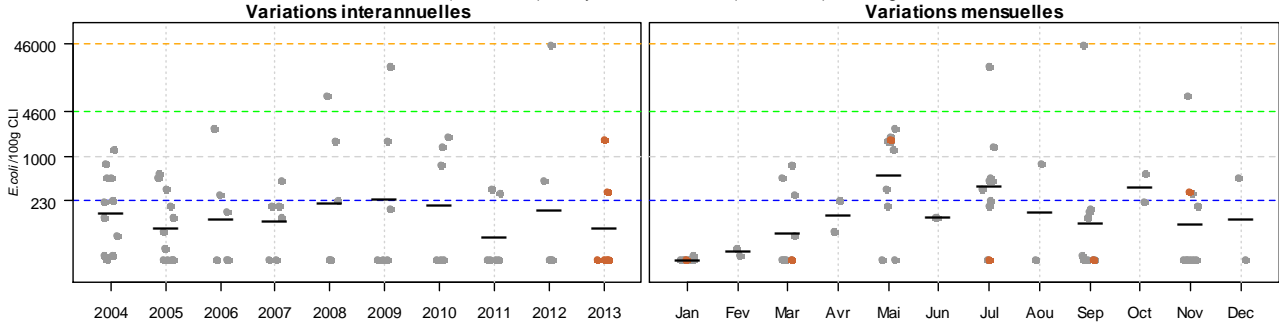 Variations interannuelles
Variations mensuelles
E.coli /100g CLI
46000
4600
1000
230
2004 2005 2006 2007 2008 2009 2010 2011 2012 2013
Jan Fev Mar Avr Mai Jun Jul Aou Sep Oct Nov Dec